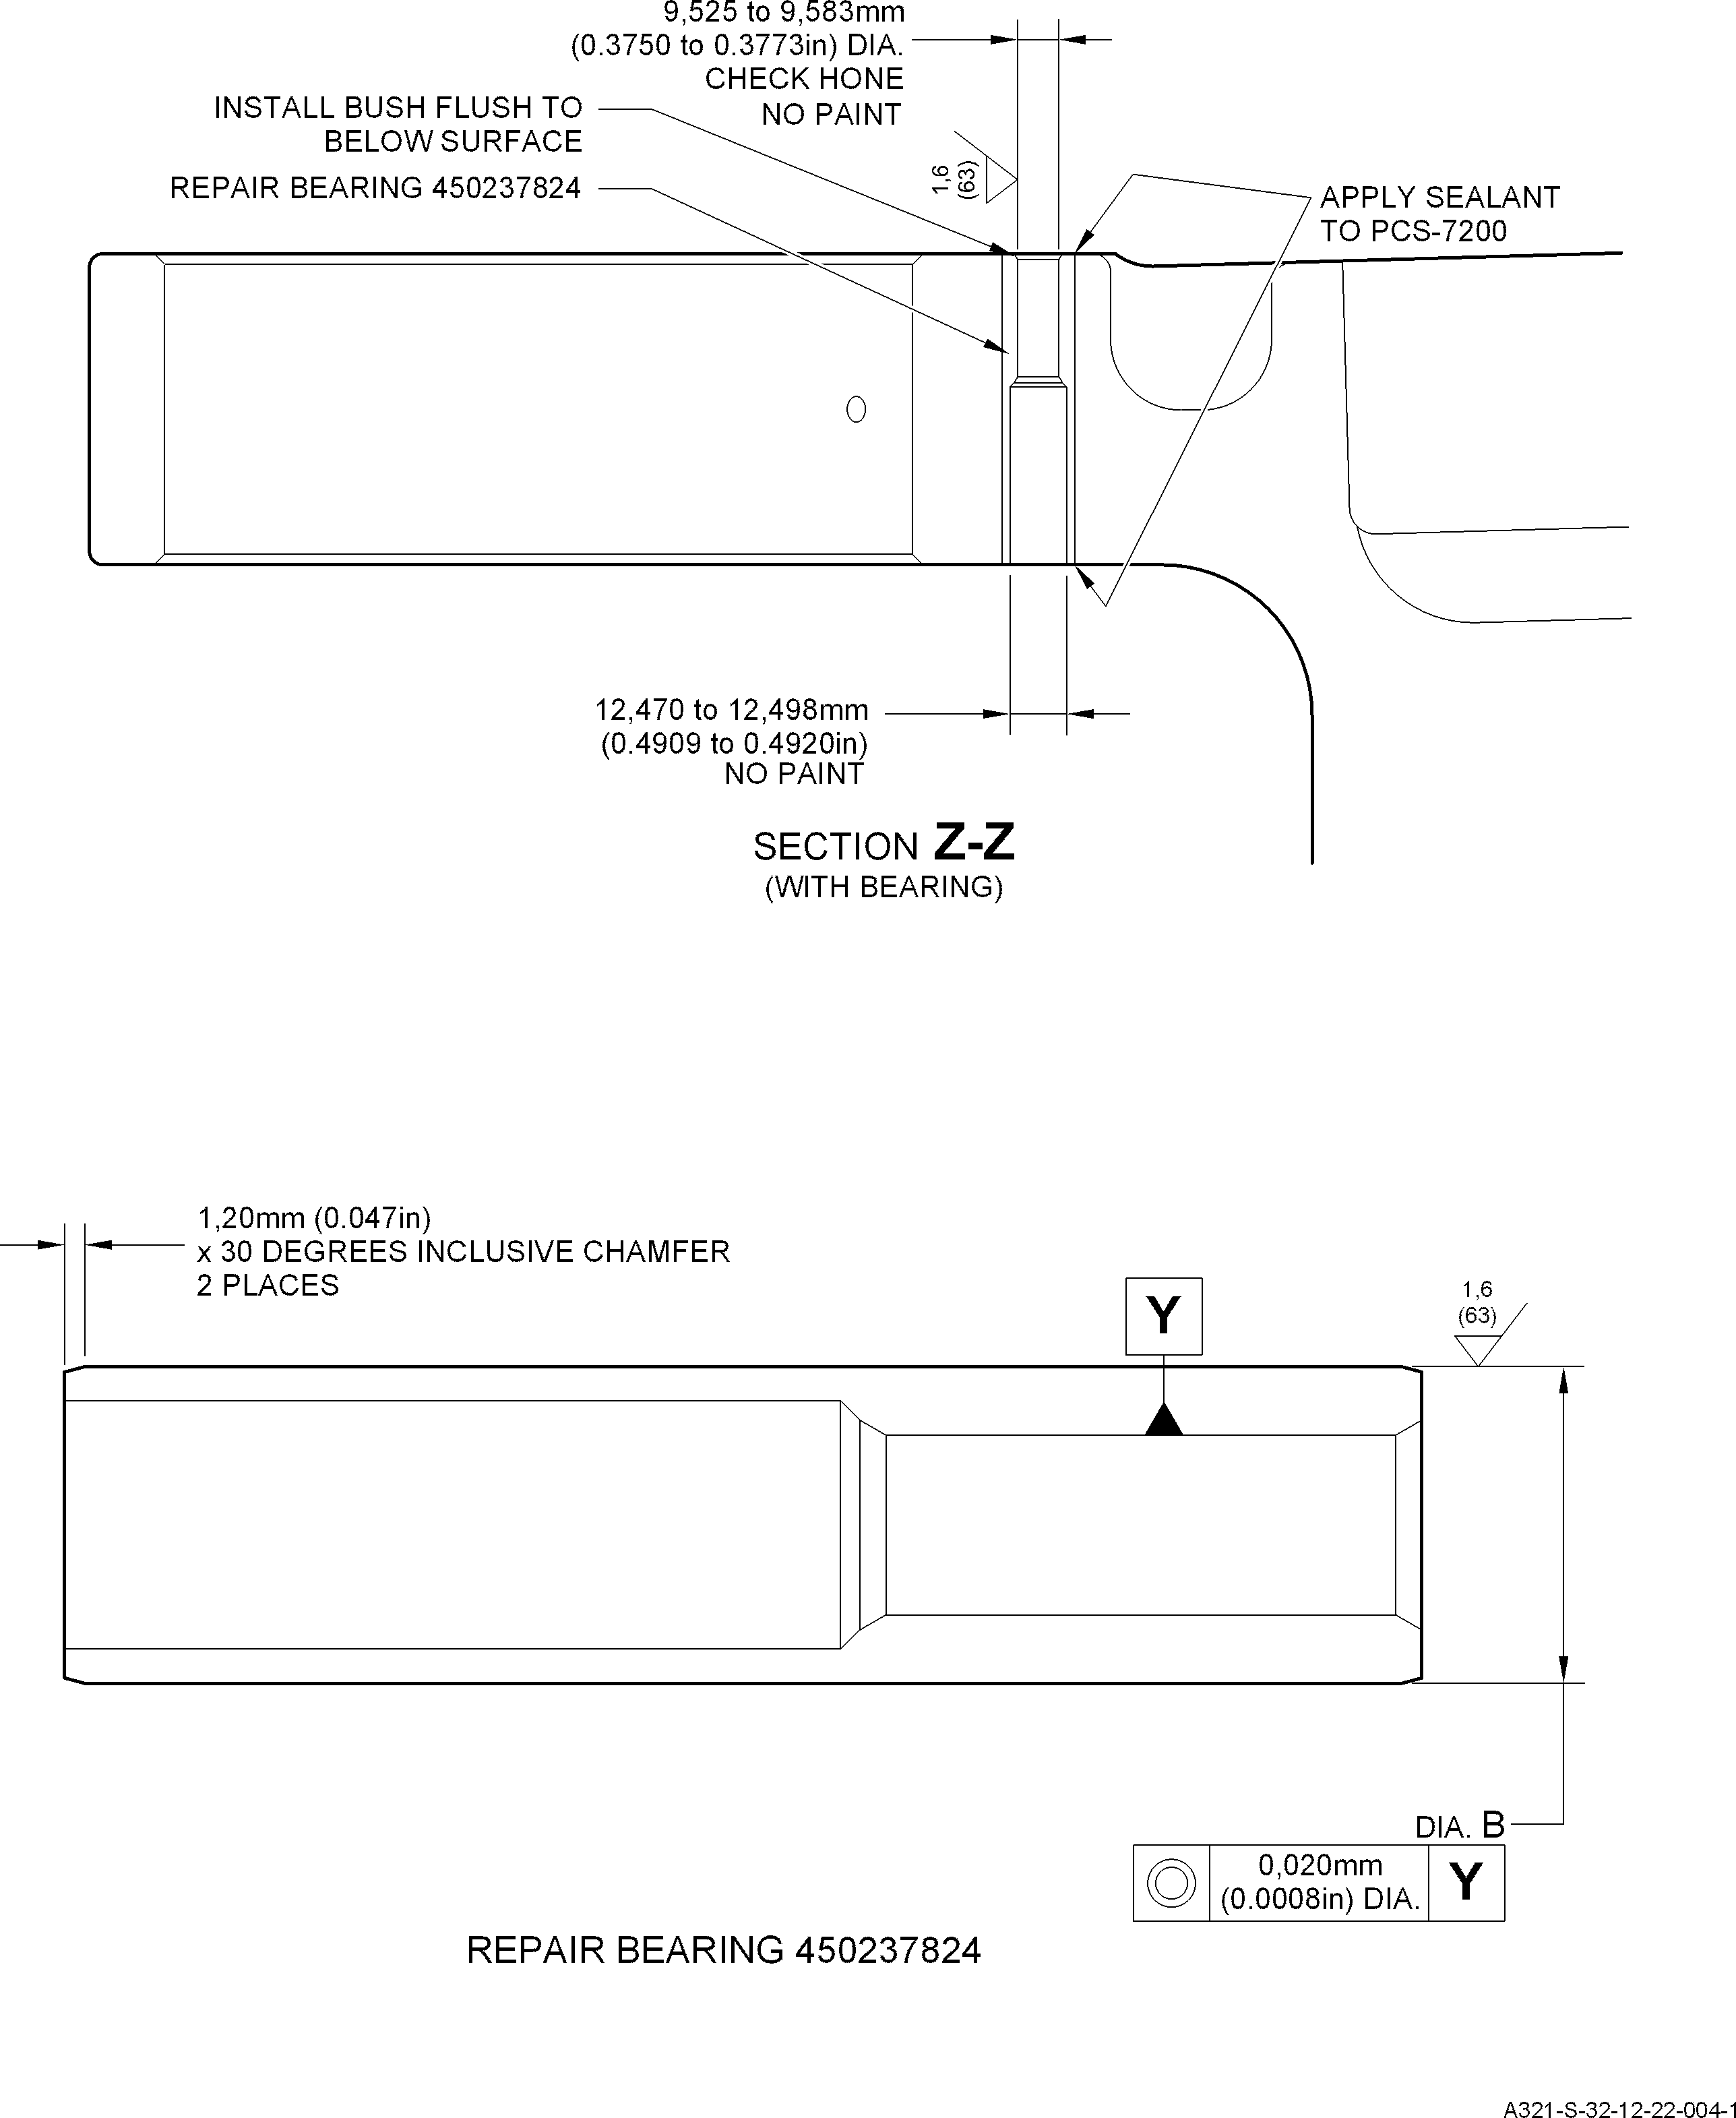 9,525 to 9,583mm
(0.3750 to 0.3773in) DIA.
CHECK HONE
NO PAINT
INSTALL BUSH FLUSH TO
BELOW SURFACE
REPAIR BEARING 450237824
1,6
(63)
APPLY SEALANT
TO PCS-7200
12,470 to 12,498mm
(0.4909 to 0.4920in)
NO PAINT
SECTION Z-Z
(WITH BEARING)
1,20mm (0.047in)
x 30 DEGREES INCLUSIVE CHAMFER
2 PLACES
Y
1,6
(63)
DIA. B
0,020mm
(0.0008in) DIA.
Y
REPAIR BEARING 450237824
A321-S-32-12-22-004-1